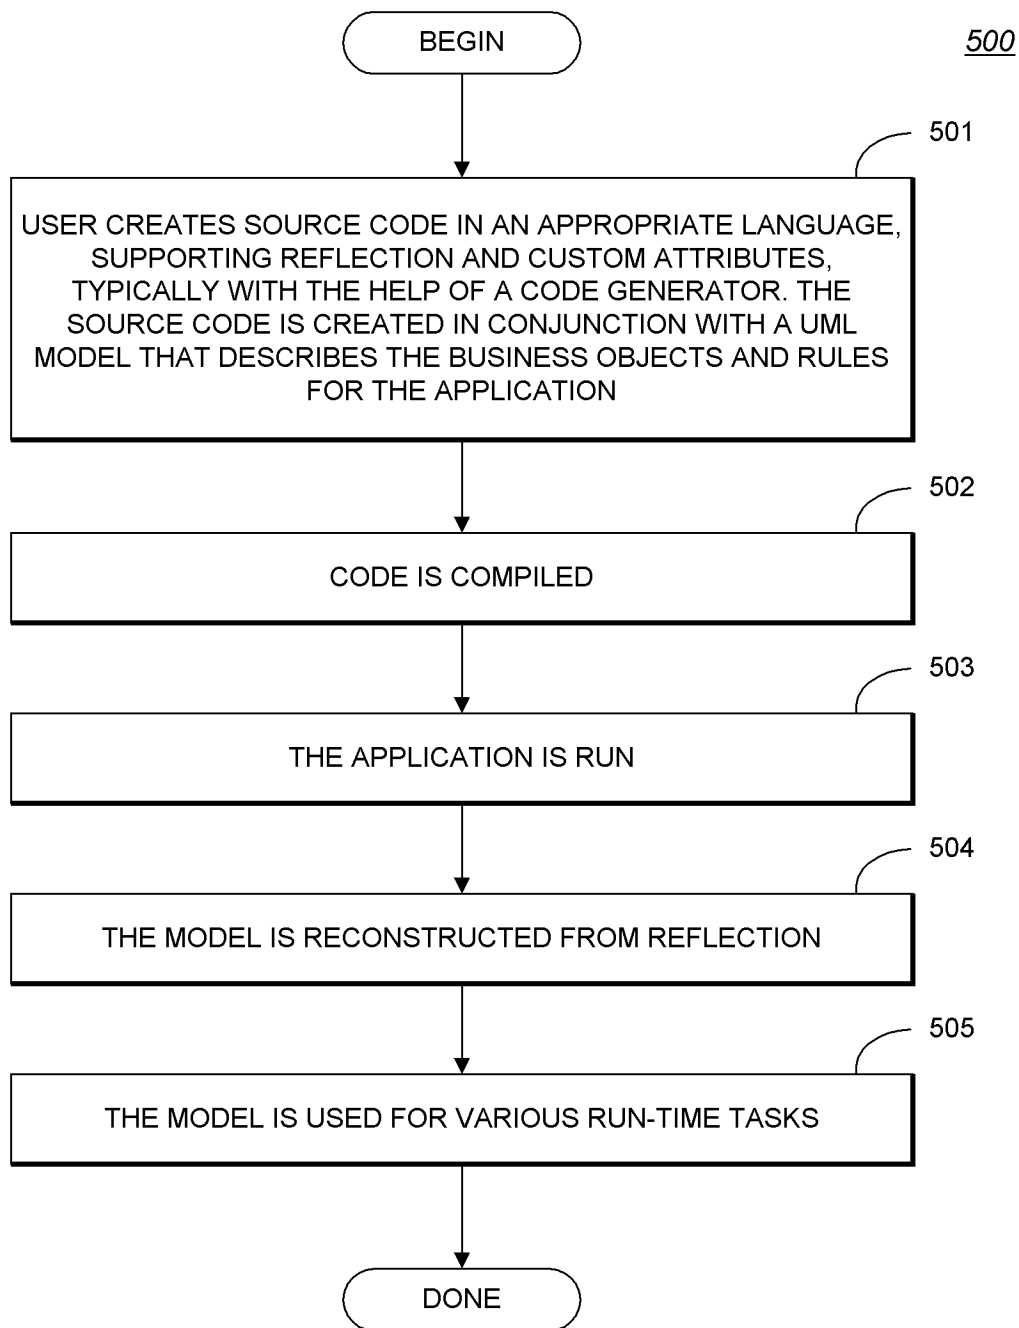 BEGIN
500
501
USER CREATES SOURCE CODE IN AN APPROPRIATE LANGUAGE,
SUPPORTING REFLECTION AND CUSTOM ATTRIBUTES,
TYPICALLY WITH THE HELP OF A CODE GENERATOR. THE
SOURCE CODE IS CREATED IN CONJUNCTION WITH A UML
MODEL THAT DESCRIBES THE BUSINESS OBJECTS AND RULES
FOR THE APPLICATION
502
CODE IS COMPILED
503
THE APPLICATION IS RUN
504
THE MODEL IS RECONSTRUCTED FROM REFLECTION
505
THE MODEL IS USED FOR VARIOUS RUN-TIME TASKS
DONE